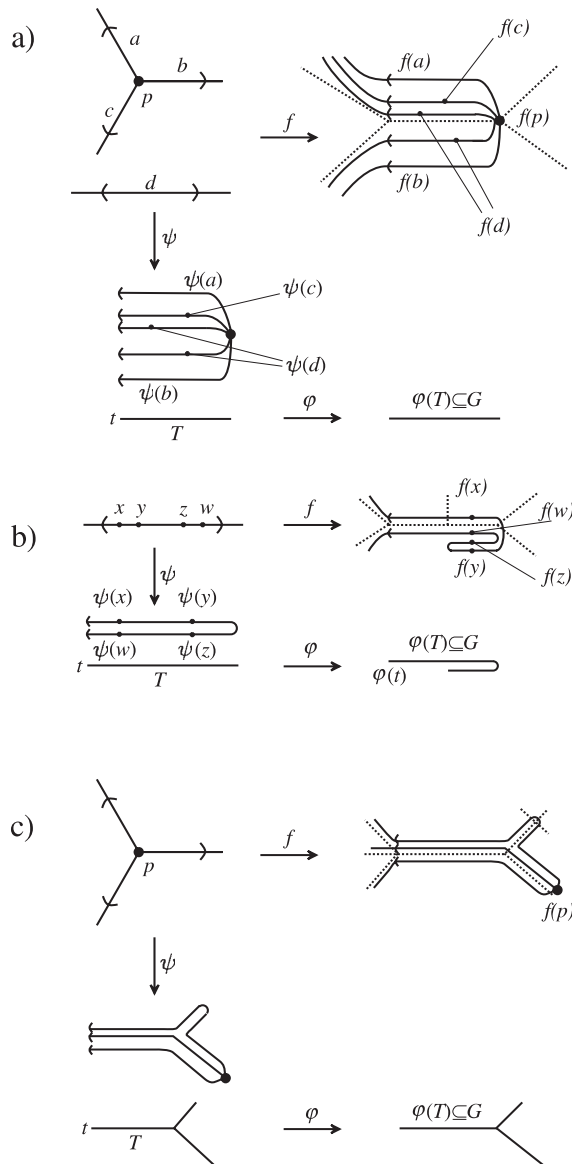 a)
a
b
c
p
f
f(a)
f(c)
f(p)
f(b)
f(d)
d
ψ
ψ(a)
ψ(c)
ψ(d)
ψ(b)
t
T
φ
φ(T)⊆G
b)
x y z w
f
f(x)
f(w)
f(y)
f(z)
ψ
ψ(x) ψ(y)
ψ(w) ψ(z)
t
T
φ
φ(T)⊆G
φ(t)
c)
p
f
f(p)
ψ
t
T
φ
φ(T)⊆G